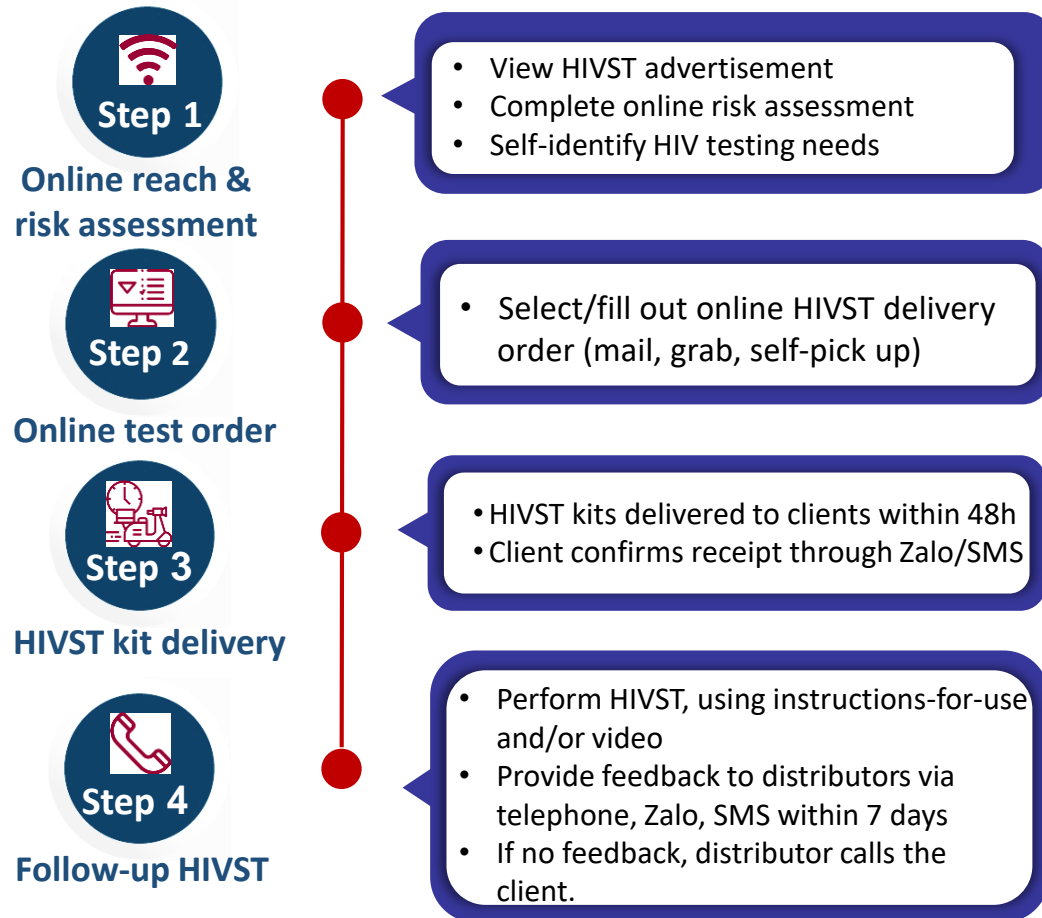 Step 1
Online reach &
risk assessment
• View HIVST advertisement
• Complete online risk assessment
• Self-identify HIV testing needs
Step 2
Online test order
• Select/fill out online HIVST delivery
order (mail, grab, self-pick up)
Step 3
HIVST kit delivery
• HIVST kits delivered to clients within 48h
• Client confirms receipt through Zalo/SMS
Step 4
Follow-up HIVST
• Perform HIVST, using instructions-for-use
and/or video
• Provide feedback to distributors via
telephone, Zalo, SMS within 7 days
• If no feedback, distributor calls the
client.